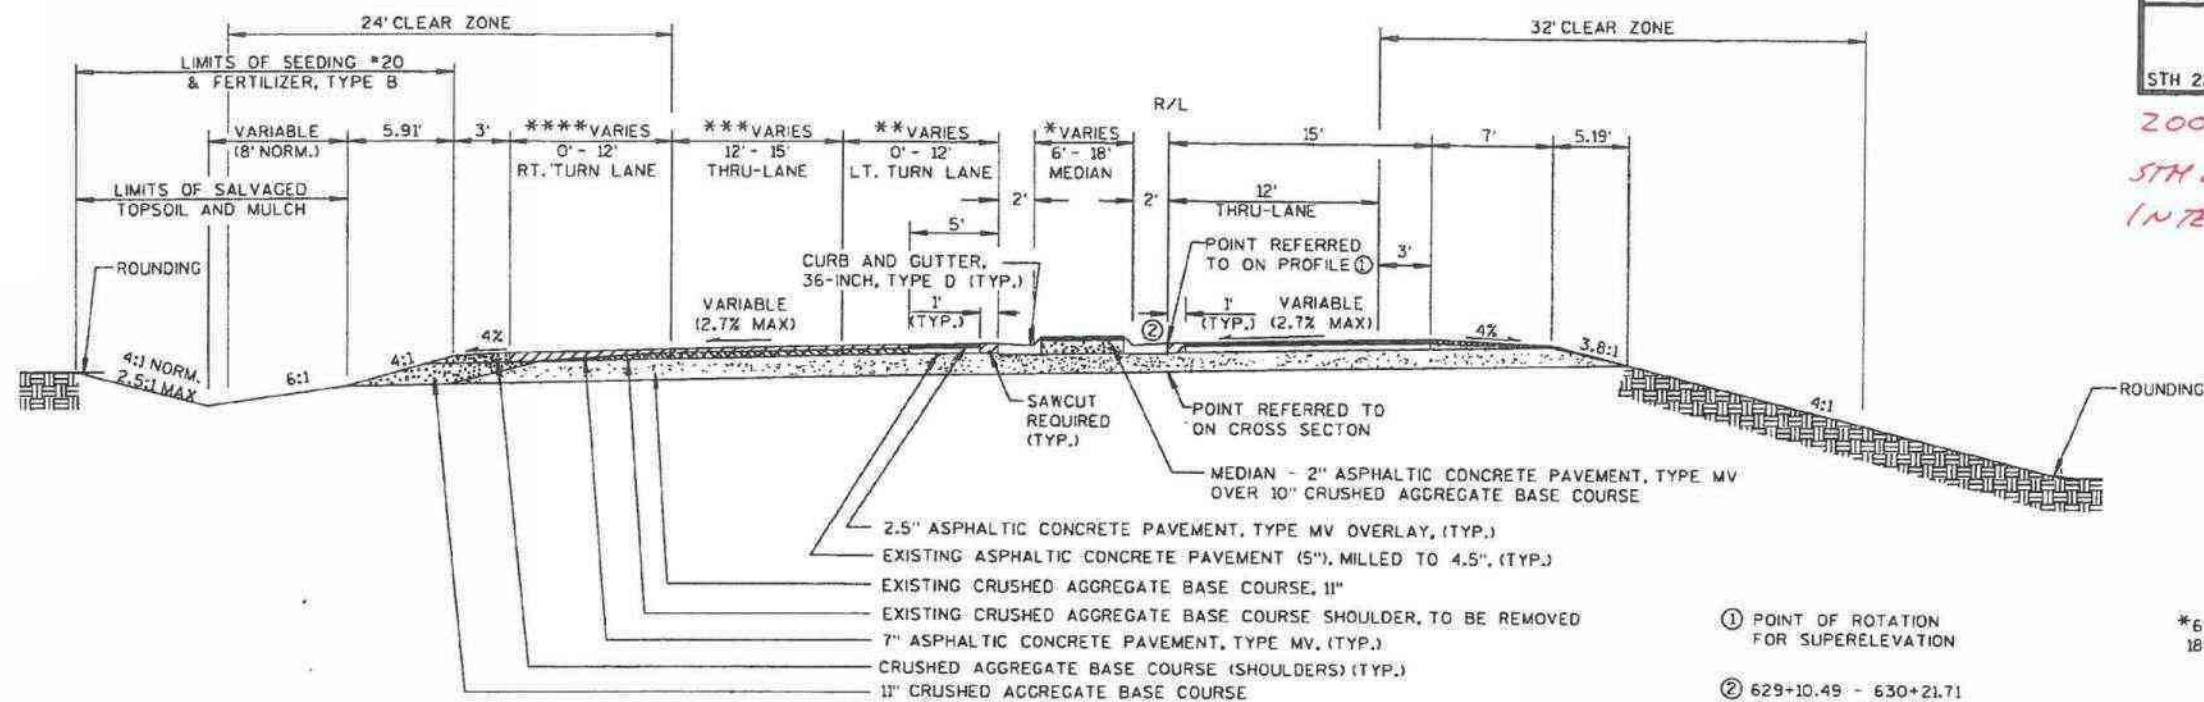 24' CLEAR ZONE
32' CLEAR ZONE
LIMITS OF SEEDING #20
& FERTILIZER, TYPE B
STH 2
R/L
VARIABLE
(8' NORM.)
5.91'
3'
****VARIES
0' - 12'
RT. TURN LANE
***VARIES
12' - 15'
THRU-LANE
**VARIES
0' - 12'
LT. TURN LANE
*VARIES
6' - 18'
MEDIAN
15'
7'
5.19'
200
STH
INTE
LIMITS OF SALVAGED
TOPSOIL AND MULCH
2'
2'
12'
THRU-LANE
5'
3'
ROUNDING
CURB AND GUTTER,
36-INCH, TYPE D (TYP.)
POINT REFERRED
TO ON PROFILE ①
VARIABLE
(2.7% MAX)
1'
(TYP.)
②
1'
(TYP.)
VARIABLE
(2.7% MAX)
4%
4%
4:1 NORM.
2.5:1 MAX
6:1
4:1
3.8:1
4:1
ROUNDING
SAWCUT
REQUIRED
(TYP.)
POINT REFERRED TO
ON CROSS SECTON
MEDIAN - 2" ASPHALTIC CONCRETE PAVEMENT, TYPE MV
OVER 10" CRUSHED AGGREGATE BASE COURSE
2.5" ASPHALTIC CONCRETE PAVEMENT, TYPE MV OVERLAY, (TYP.)
EXISTING ASPHALTIC CONCRETE PAVEMENT (5"), MILLED TO 4.5", (TYP.)
EXISTING CRUSHED AGGREGATE BASE COURSE, 11"
EXISTING CRUSHED AGGREGATE BASE COURSE SHOULDER, TO BE REMOVED
7" ASPHALTIC CONCRETE PAVEMENT, TYPE MV, (TYP.)
CRUSHED AGGREGATE BASE COURSE (SHOULDERS) (TYP.)
11" CRUSHED AGGREGATE BASE COURSE
① POINT OF ROTATION
FOR SUPERELEVATION
② 629+10.49 - 630+21.71
*6
18